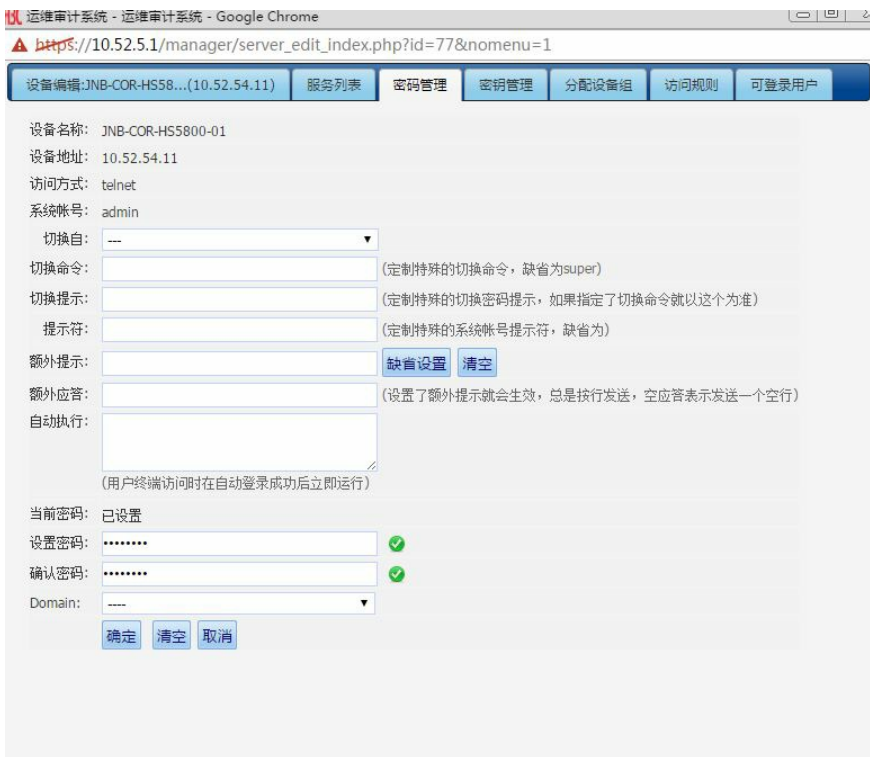 运维审计系统 - 运维审计系统 - Google Chrome
https://10.52.5.1/manager/server_edit_index.php?id=77&nomenu=1
设备编辑:JNB-COR-HS58...(10.52.54.11) 服务列表 密码管理 密钥管理 分配设备组 访问规则 可登录用户
设备名称: JNB-COR-HS5800-01
设备地址: 10.52.54.11
访问方式: telnet
系统帐号: admin
切换自: ---
切换命令: (定制特殊的切换命令，缺省为super)
切换提示: (定制特殊的切换密码提示，如果指定了切换命令就以这个为准)
提示符: (定制特殊的系统帐号提示符，缺省为)
额外提示: 缺省设置 清空
额外应答: (设置了额外提示就会生效，总是按行发送，空应答表示发送一个空行)
自动执行:
(用户终端访问时在自动登录成功后立即运行)
当前密码: 已设置
设置密码: ••••••••
确认密码: ••••••••
Domain: ----
确定 清空 取消